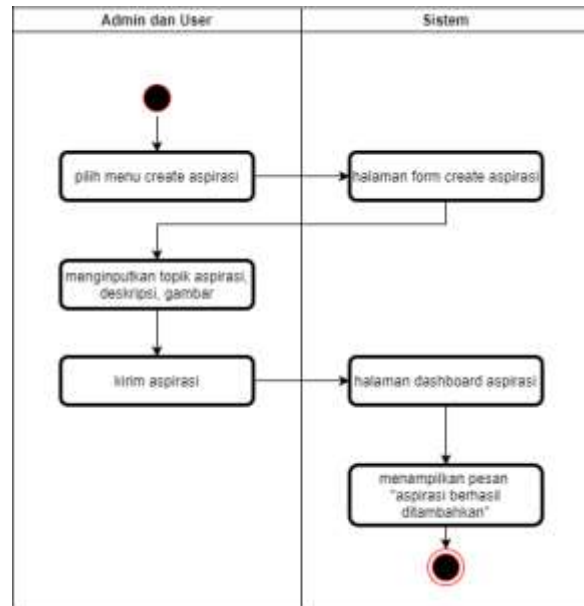 Admin dan User
Sistem
pilih menu create aspirasi
halaman form create aspirasi
menginputkan topik aspirasi,
deskripsi, gambar
kirim aspirasi
halaman dashboard aspirasi
menampilkan pesan
"aspirasi berhasil
ditambahkan"